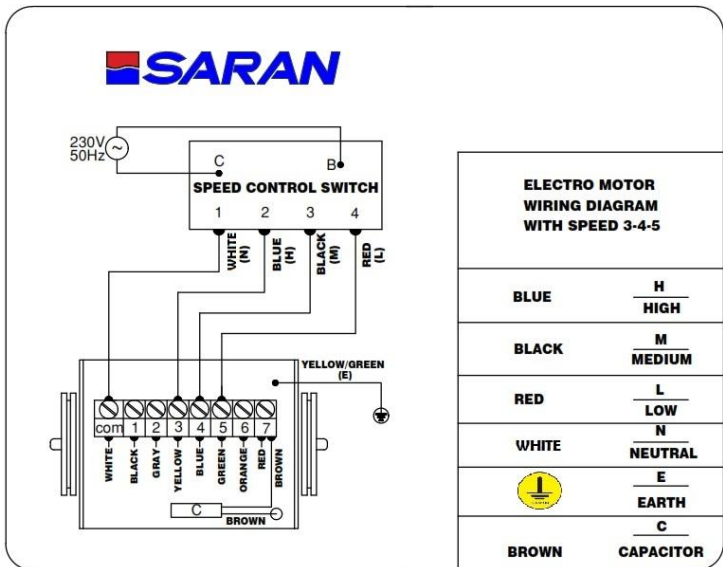 SARAN
230V
50Hz
~
C
B
SPEED CONTROL SWITCH
1 2 3 4
WHITE
(N)
BLUE
(H)
BLACK
(M)
RED
(L)
YELLOW/GREEN
(E)
com 1 2 3 4 5 6 7
WHITE
BLACK
GRAY
YELLOW
BLUE
GREEN
ORANGE
RED
BROWN
C
BROWN
ELECTRO MOTOR
WIRING DIAGRAM
WITH SPEED 3-4-5
BLUE
H
HIGH
BLACK
M
MEDIUM
RED
L
LOW
WHITE
N
NEUTRAL
E
EARTH
BROWN
C
CAPACITOR